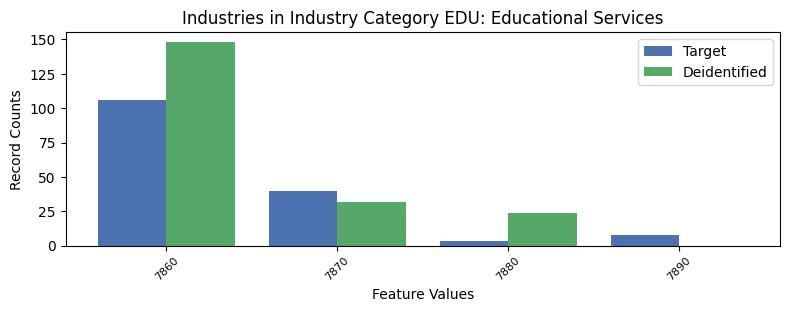 Industries in Industry Category EDU: Educational Services
150
125
100
75
50
25
0
Record Counts
Target
Deidentified
7860
7870
7880
7890
Feature Values